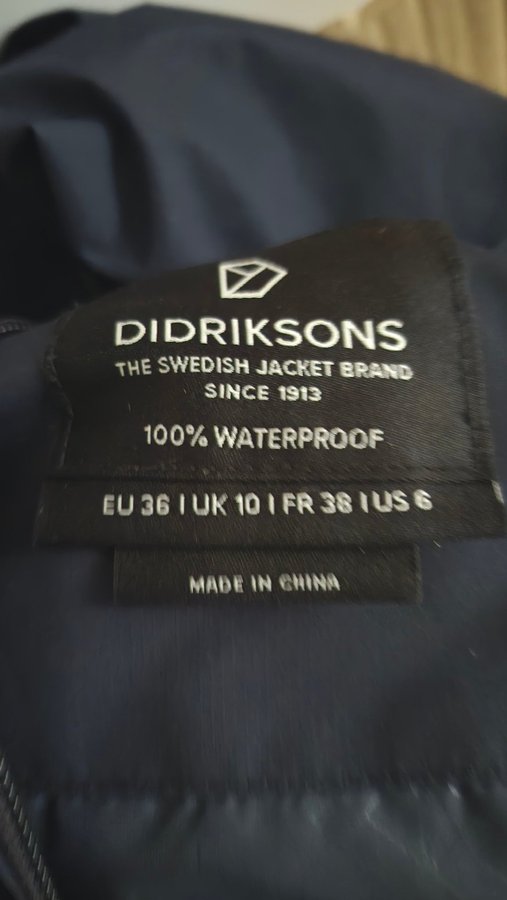 DIDRIKSONS
THE SWEDISH JACKET BRAND
SINCE 1913
100% WATERPROOF
EU 36 I UK 10 I FR 38 I US 6
MADE IN CHINA